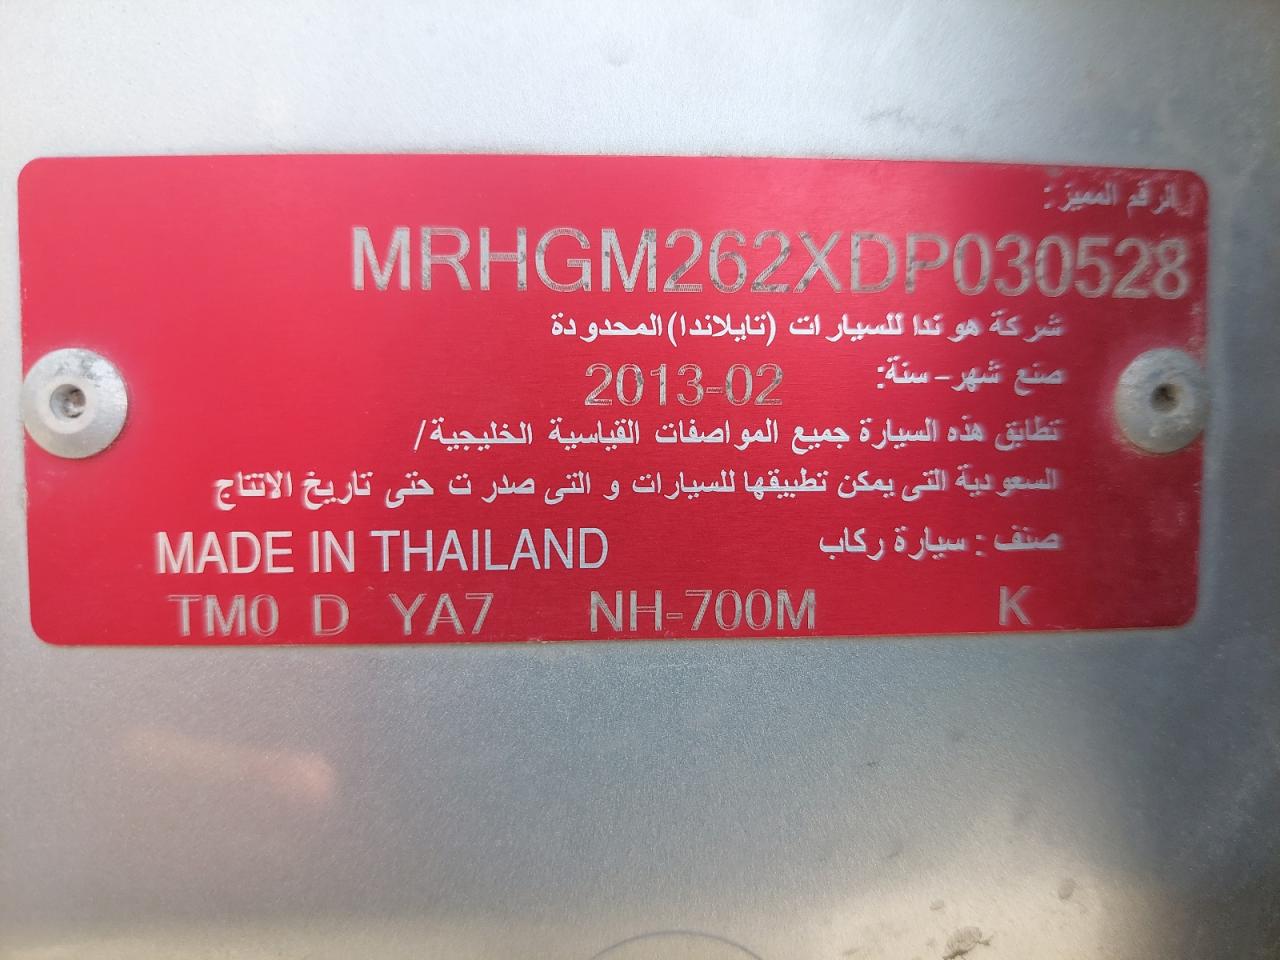 الرقم المميز:
MRHGM262XDP030528
شركة هوندا للسيارات (تايلاندا) المحدودة
صنع شهر - سنة: 2013-02
تطابق هذه السيارة جميع المواصفات القياسية الخليجية/
السعودية التى يمكن تطبيقها للسيارات و التى صدرت حتى تاريخ الانتاج
صنف : سيارة ركاب MADE IN THAILAND
TM0 D YA7 NH-700M K